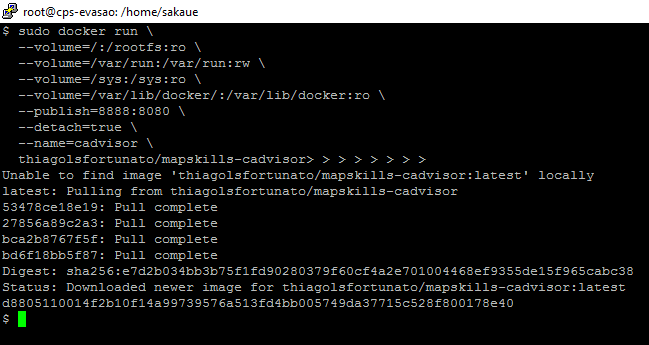 root@cps-evasao: /home/sakaue
$ sudo docker run \
  --volume=/:/rootfs:ro \
  --volume=/var/run:/var/run:rw \
  --volume=/sys:/sys:ro \
  --volume=/var/lib/docker/:/var/lib/docker:ro \
  --publish=8888:8080 \
  --detach=true \
  --name=cadvisor \
  thiagolsfortunato/mapskills-cadvisor> > > > > > > >
Unable to find image 'thiagolsfortunato/mapskills-cadvisor:latest' locally
latest: Pulling from thiagolsfortunato/mapskills-cadvisor
53478ce18e19: Pull complete
27856a89c2a3: Pull complete
bca2b8767f5f: Pull complete
bd6f18bb5f87: Pull complete
Digest: sha256:e7d2b034bb3b75f1fd90280379f60cf4a2e701004468ef9355de15f965cabc38
Status: Downloaded newer image for thiagolsfortunato/mapskills-cadvisor:latest
d8805110014f2b10f14a99739576a513fd4bb005749da37715c528f800178e40
$